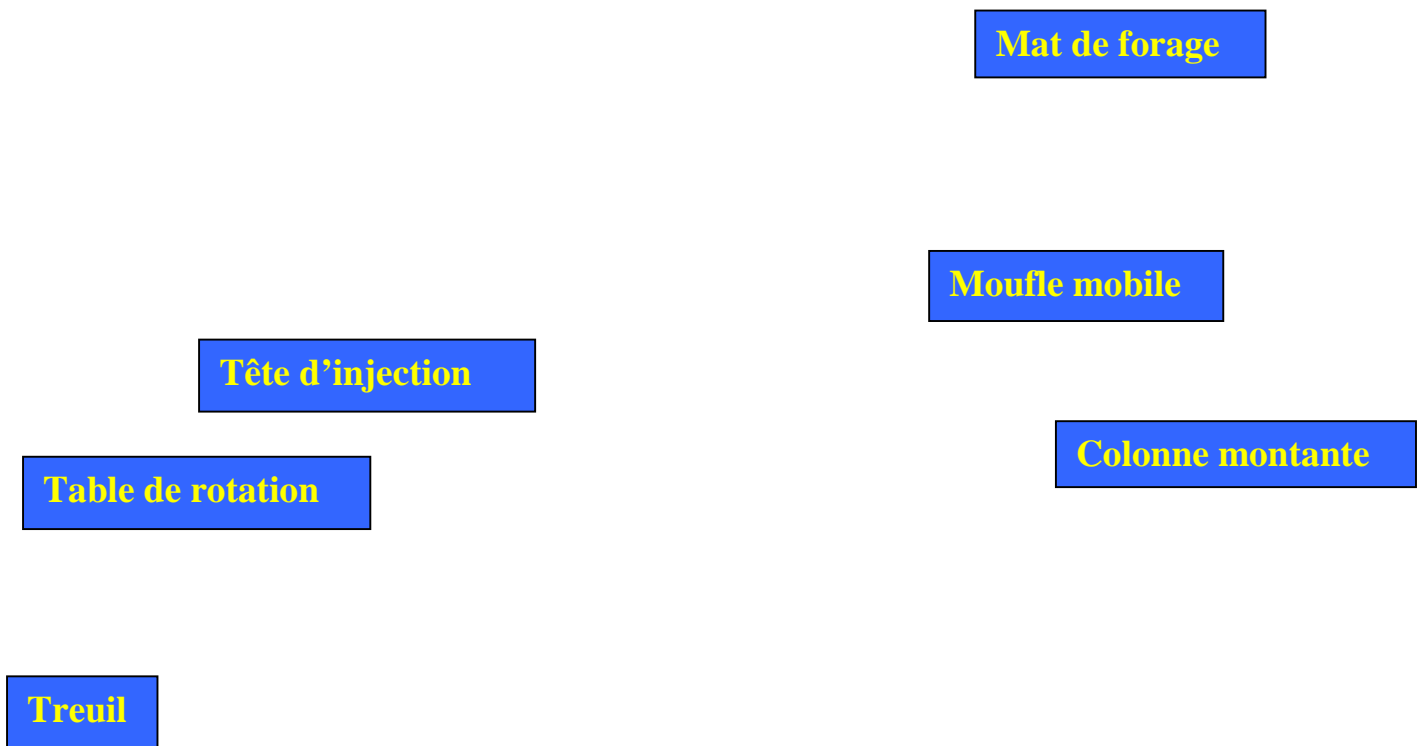 Mat de forage
Moufle mobile
Tête d’injection
Colonne montante
Table de rotation
Treuil